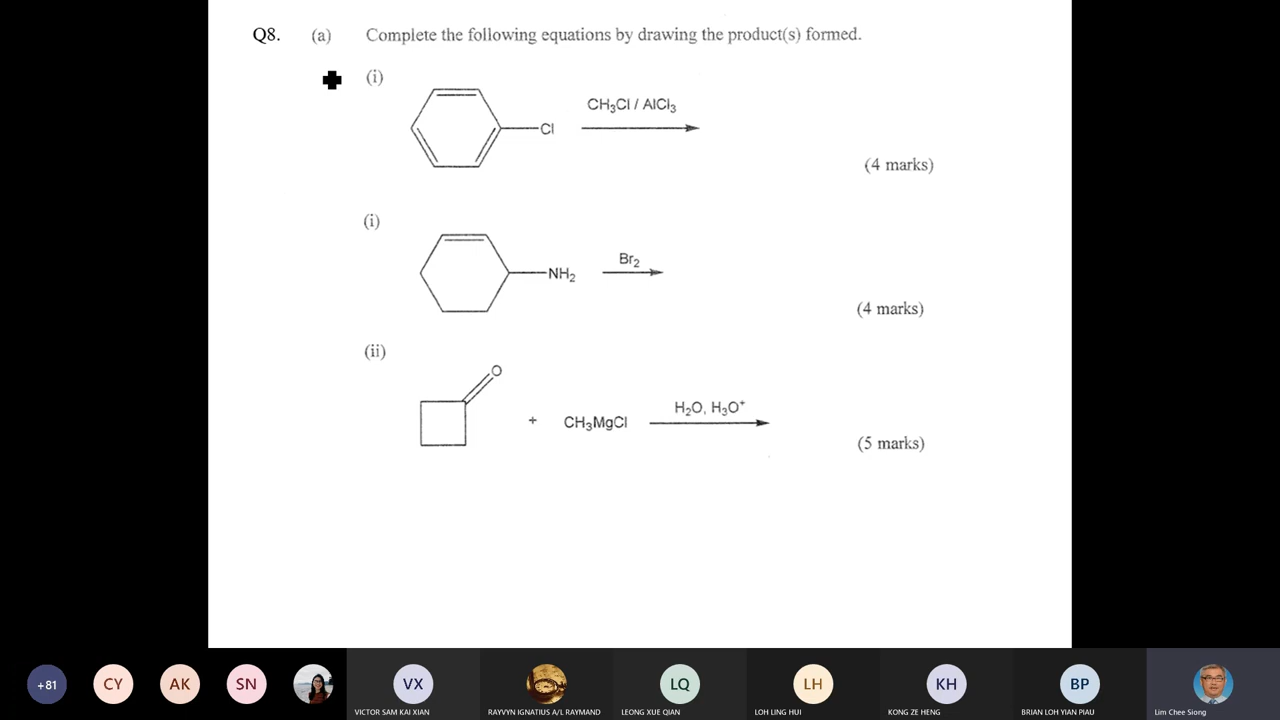 Q8. (a) Complete the following equations by drawing the product(s) formed.
(i)
CH₃Cl / AlCl₃
Cl
(4 marks)
(i)
Br₂
NH₂
(4 marks)
(ii)
O
+ CH₃MgCl
H₂O, H₃O⁺
(5 marks)
+81
CY
AK
SN
VX
LQ
LH
KH
BP
VICTOR SAM KAI XIAN
RAYVYN IGNATIUS A/L RAYMAND
LEONG XUE QIAN
LOH LING HUI
KONG ZE HENG
BRIAN LOH YIAN PIAU
Lim Chee Siong